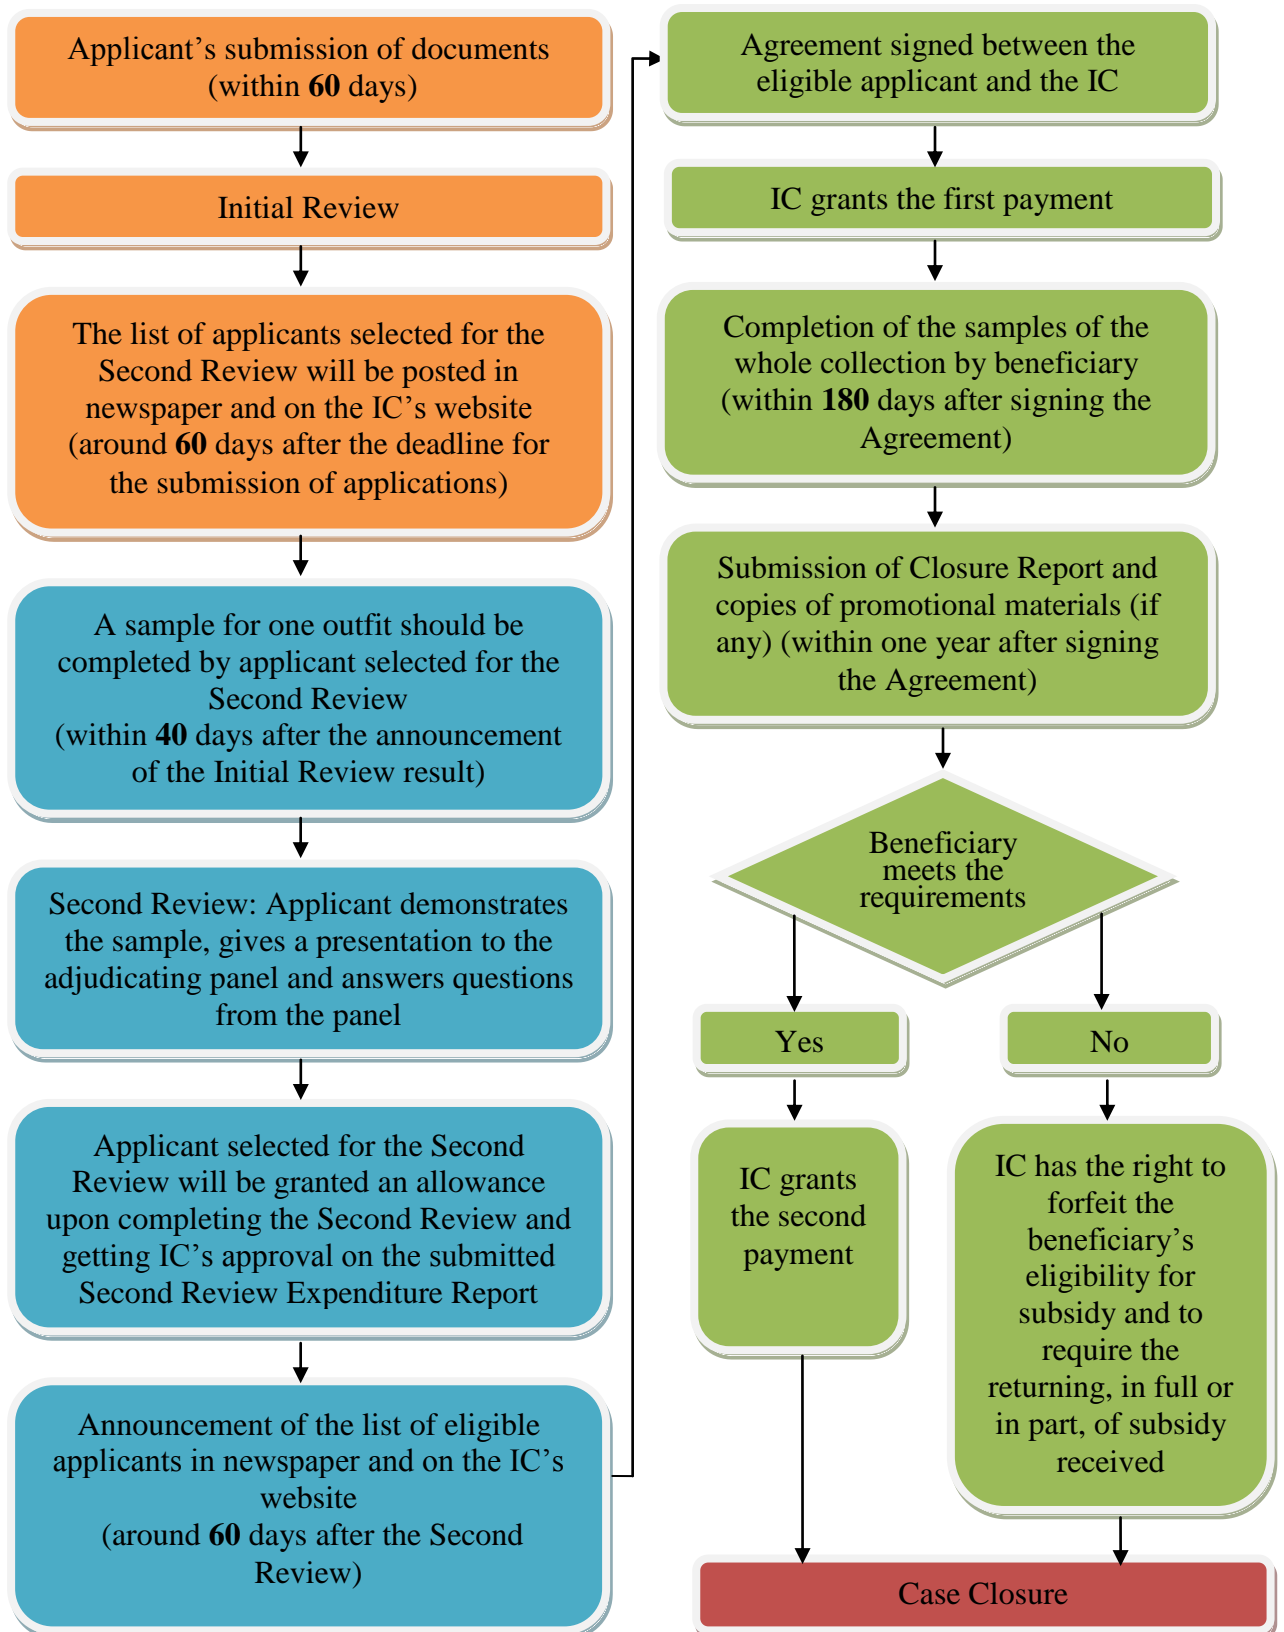 Applicant’s submission of documents
(within 60 days)
Initial Review
The list of applicants selected for the
Second Review will be posted in
newspaper and on the IC’s website
(around 60 days after the deadline for
the submission of applications)
A sample for one outfit should be
completed by applicant selected for the
Second Review
(within 40 days after the announcement
of the Initial Review result)
Second Review: Applicant demonstrates
the sample, gives a presentation to the
adjudicating panel and answers questions
from the panel
Applicant selected for the Second
Review will be granted an allowance
upon completing the Second Review and
getting IC’s approval on the submitted
Second Review Expenditure Report
Announcement of the list of eligible
applicants in newspaper and on the IC’s
website
(around 60 days after the Second
Review)
Agreement signed between the
eligible applicant and the IC
IC grants the first payment
Completion of the samples of the
whole collection by beneficiary
(within 180 days after signing the
Agreement)
Submission of Closure Report and
copies of promotional materials (if
any) (within one year after signing
the Agreement)
Beneficiary
meets the
requirements
Yes
No
IC grants
the second
payment
IC has the right to
forfeit the
beneficiary’s
eligibility for
subsidy and to
require the
returning, in full or
in part, of subsidy
received
Case Closure